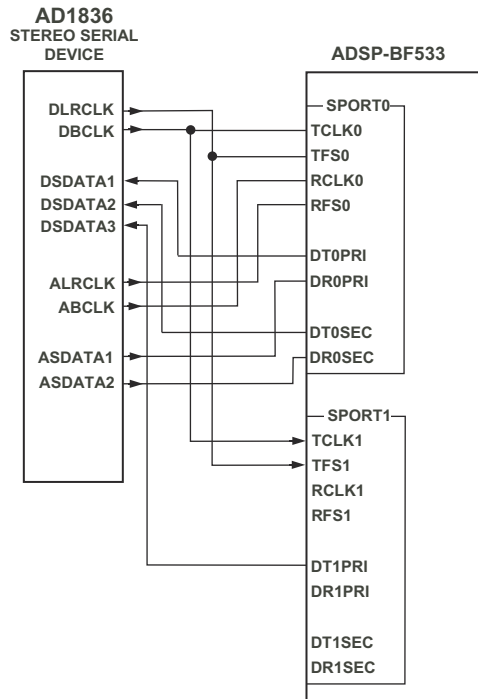 AD1836
STEREO SERIAL
DEVICE
DLRCLK
DBCLK
DSDATA1
DSDATA2
DSDATA3
ALRCLK
ABCLK
ASDATA1
ASDATA2
ADSP-BF533
SPORT0
TCLK0
TFS0
RCLK0
RFS0
DT0PRI
DR0PRI
DT0SEC
DR0SEC
SPORT1
TCLK1
TFS1
RCLK1
RFS1
DT1PRI
DR1PRI
DT1SEC
DR1SEC